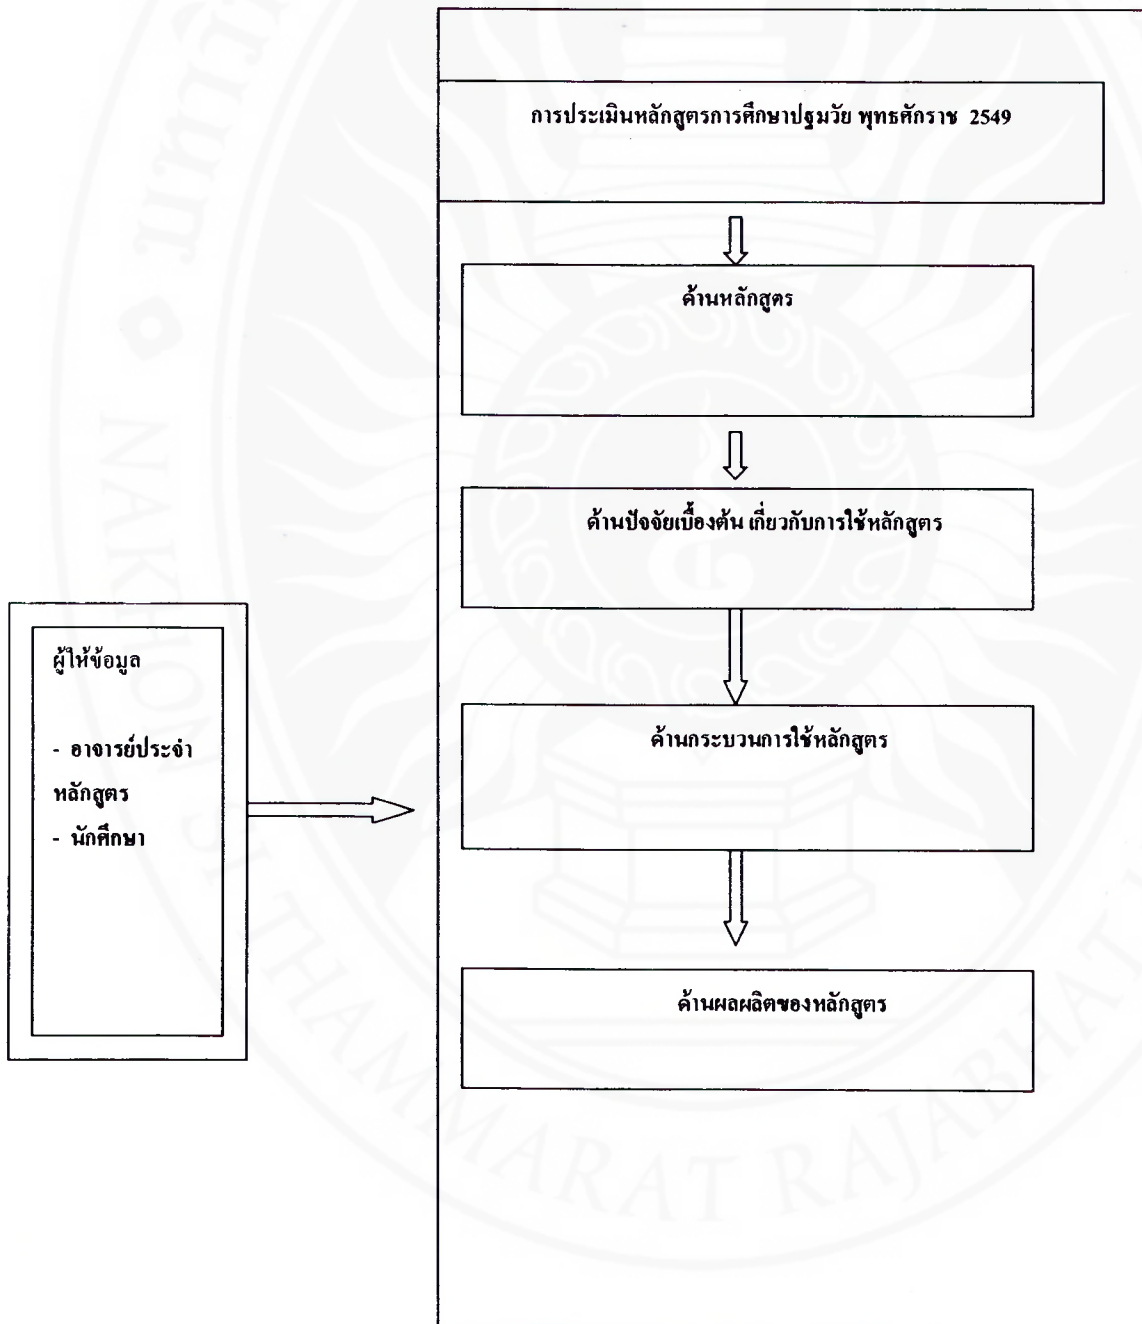 การประเมินหลักสูตรการศึกษาปฐมวัย พุทธศักราช 2549
ด้านหลักสูตร
ด้านปัจจัยเบื้องต้น เกี่ยวกับการใช้หลักสูตร
ผู้ให้ข้อมูล
- อาจารย์ประจำ
หลักสูตร
- นักศึกษา
ด้านกระบวนการใช้หลักสูตร
ด้านผลผลิตของหลักสูตร
NAKHON SI THAMMARAT RAJABHAT